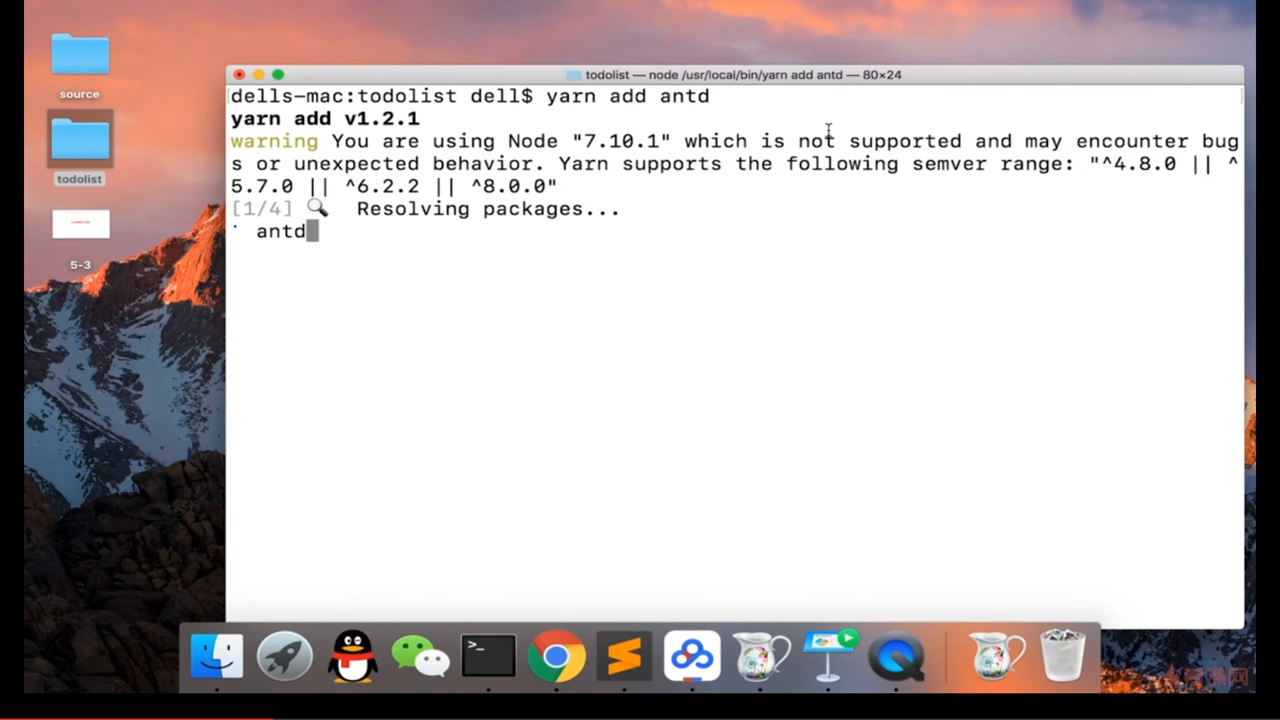 source
todolist
5-3
todolist — node /usr/local/bin/yarn add antd — 80×24
dells-mac:todolist dell$ yarn add antd
yarn add v1.2.1
warning You are using Node "7.10.1" which is not supported and may encounter bug
s or unexpected behavior. Yarn supports the following semver range: "^4.8.0 || ^
5.7.0 || ^6.2.2 || ^8.0.0"
[1/4] 🔍 Resolving packages...
⠁ antd
>_